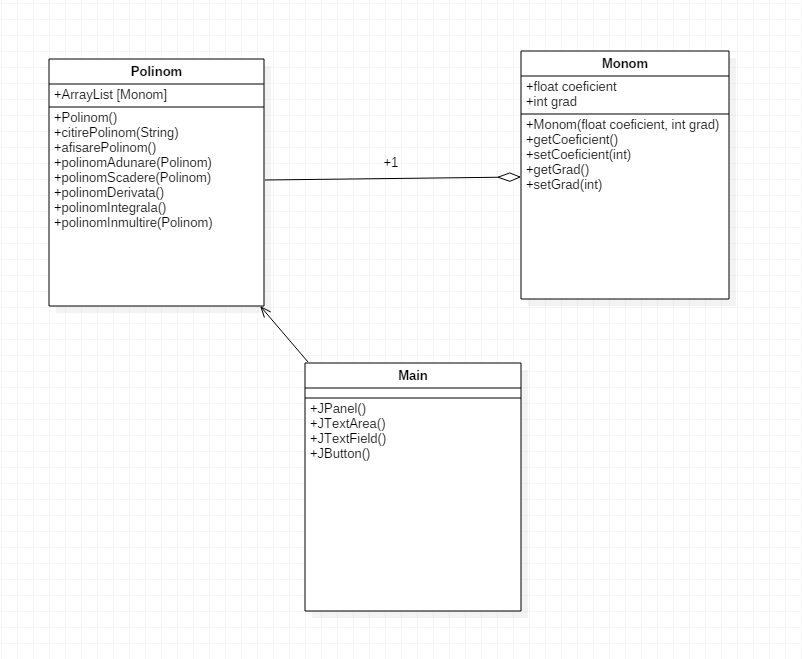 Polinom
+ArrayList [Monom]
+Polinom()
+citirePolinom(String)
+afisarePolinom()
+polinomAdunare(Polinom)
+polinomScadere(Polinom)
+polinomDerivata()
+polinomIntegrala()
+polinomInmultire(Polinom)
+1
Monom
+float coeficient
+int grad
+Monom(float coeficient, int grad)
+getCoeficient()
+setCoeficient(int)
+getGrad()
+setGrad(int)
Main
+JPanel()
+JTextArea()
+JTextField()
+JButton()